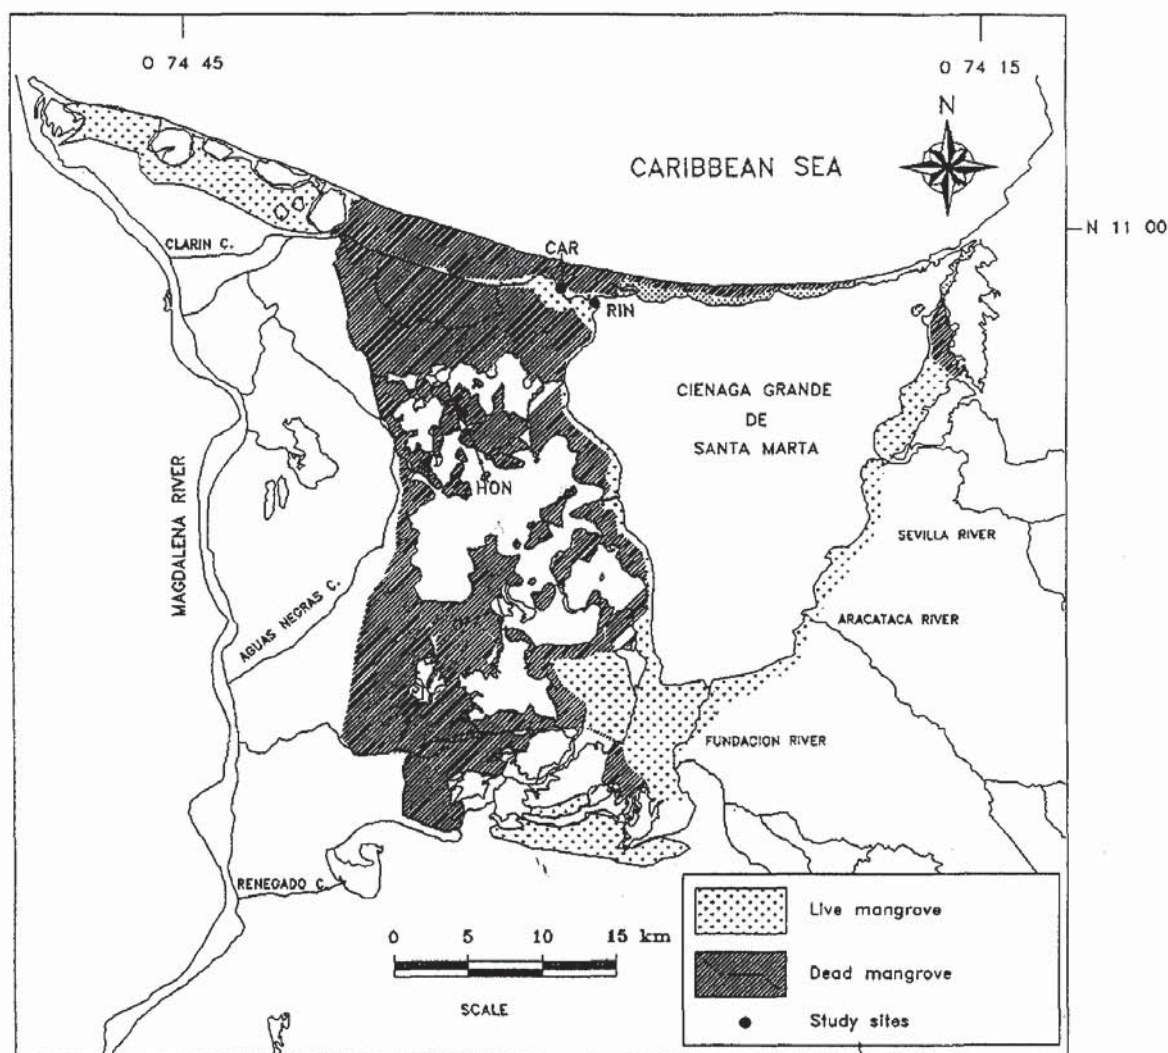 O 74 45
O 74 15
N
CARIBBEAN SEA
N 11 00
CLARIN C.
CAR
RIN
CIENAGA GRANDE
DE
SANTA MARTA
HON
MAGDALENA RIVER
SEVILLA RIVER
AGUAS NEGRAS C.
ARACATACA RIVER
FUNDACION RIVER
RENEGADO C.
0 5 10 15 km
SCALE
Live mangrove
Dead mangrove
Study sites